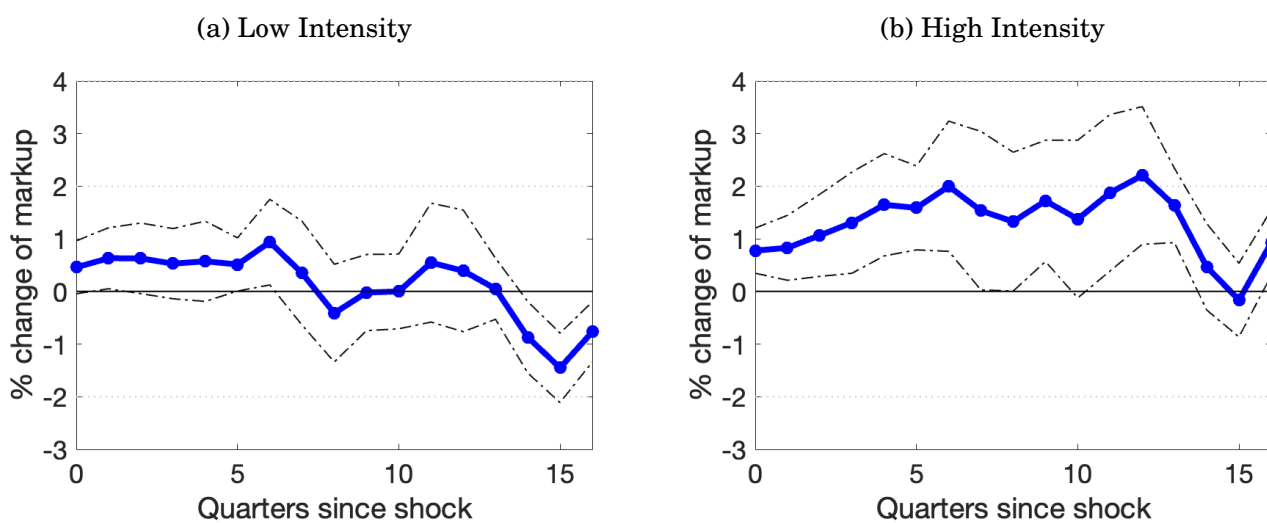 (a) Low Intensity
4
3
2
1
0
-1
-2
-3
% change of markup
0 5 10 15
Quarters since shock
(b) High Intensity
4
3
2
1
0
-1
-2
-3
% change of markup
0 5 10 15
Quarters since shock